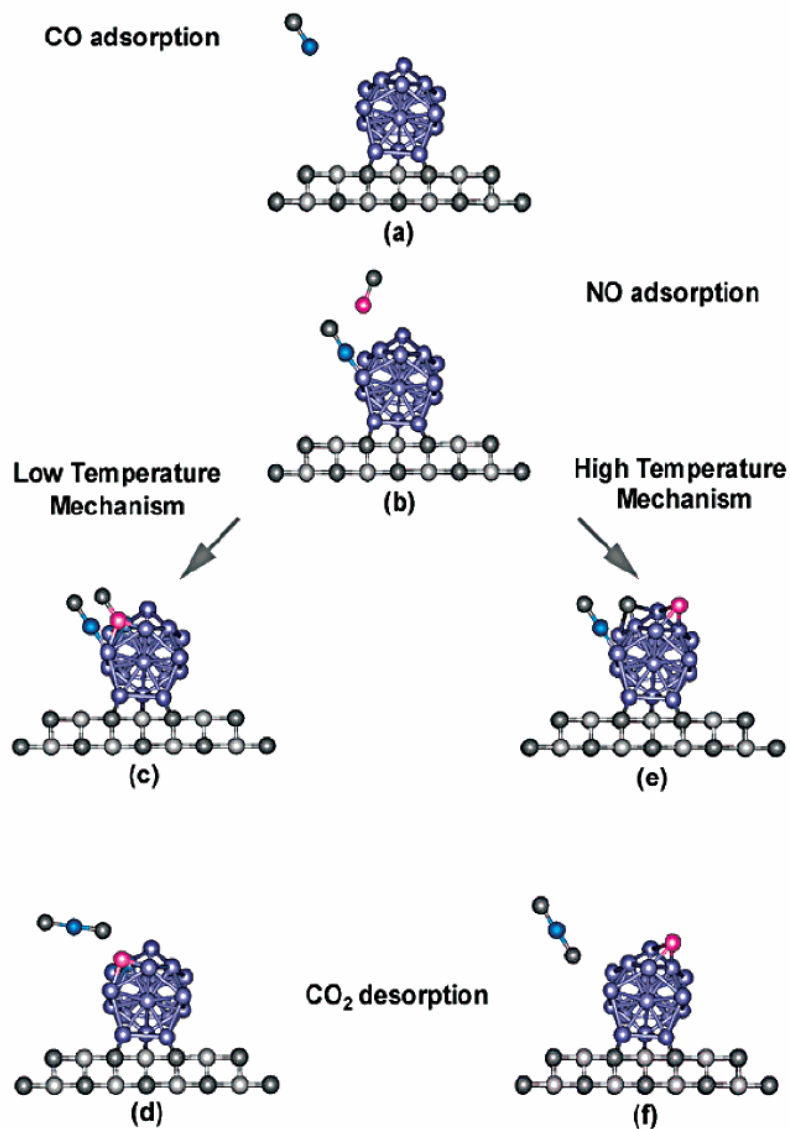 CO adsorption
(a)
NO adsorption
(b)
Low Temperature
Mechanism
High Temperature
Mechanism
(c)
(e)
CO₂ desorption
(d)
(f)